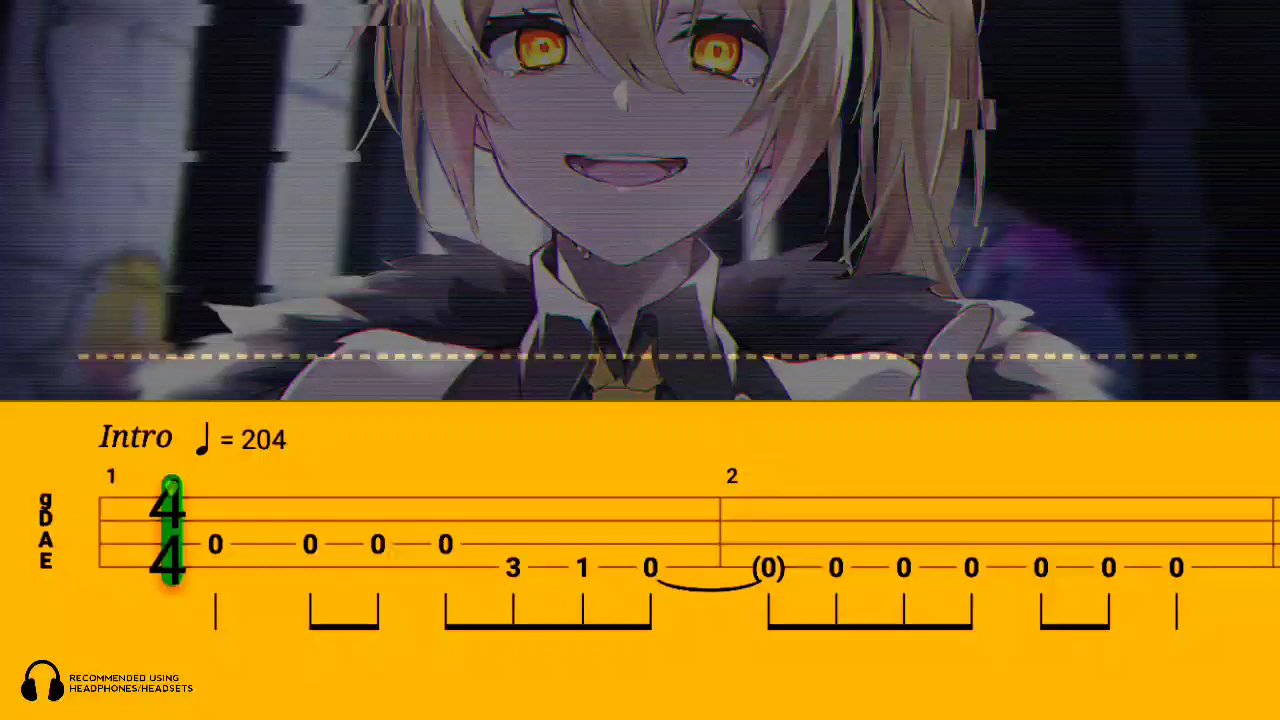 Intro ♩ = 204
1 2
4
4
g
D
A 0 0 0 0
E 3 1 0 (0) 0 0 0 0 0 0
RECOMMENDED USING
HEADPHONES/HEADSETS